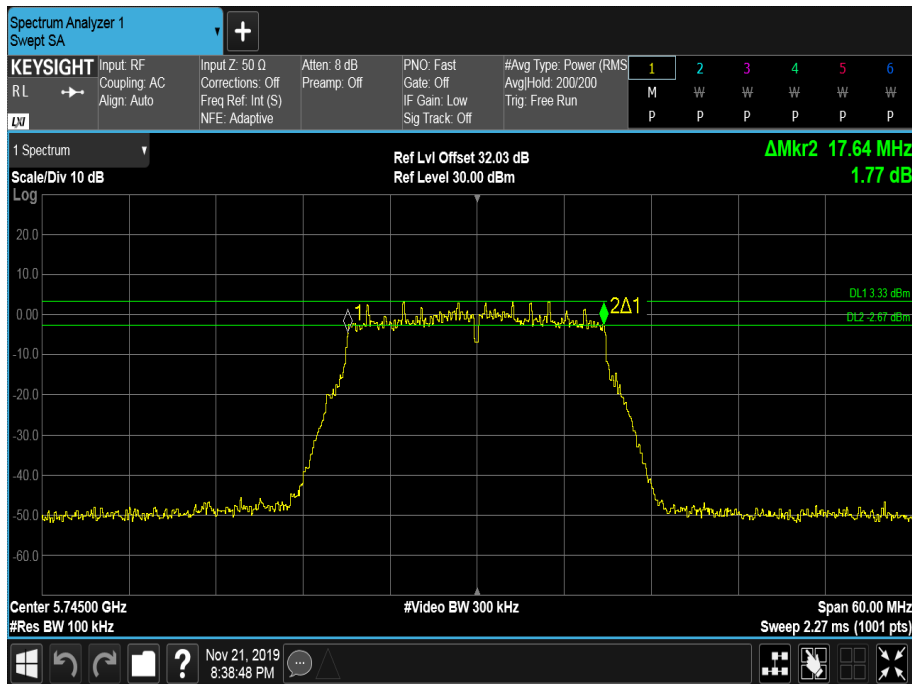 Spectrum Analyzer 1
Swept SA
+
KEYSIGHT
RL
LXI
Input: RF
Coupling: AC
Align: Auto
Input Z: 50 Ω
Corrections: Off
Freq Ref: Int (S)
NFE: Adaptive
Atten: 8 dB
Preamp: Off
PNO: Fast
Gate: Off
IF Gain: Low
Sig Track: Off
#Avg Type: Power (RMS
Avg|Hold: 200/200
Trig: Free Run
1 2 3 4 5 6
M W W W W W
P P P P P P
1 Spectrum
Scale/Div 10 dB
Log
Ref Lvl Offset 32.03 dB
Ref Level 30.00 dBm
ΔMkr2 17.64 MHz
1.77 dB
20.0
10.0
0.00
-10.0
-20.0
-30.0
-40.0
-50.0
-60.0
1
2Δ1
DL1 3.33 dBm
DL2 -2.67 dBm
Center 5.74500 GHz
#Res BW 100 kHz
#Video BW 300 kHz
Span 60.00 MHz
Sweep 2.27 ms (1001 pts)
?
Nov 21, 2019
8:38:48 PM